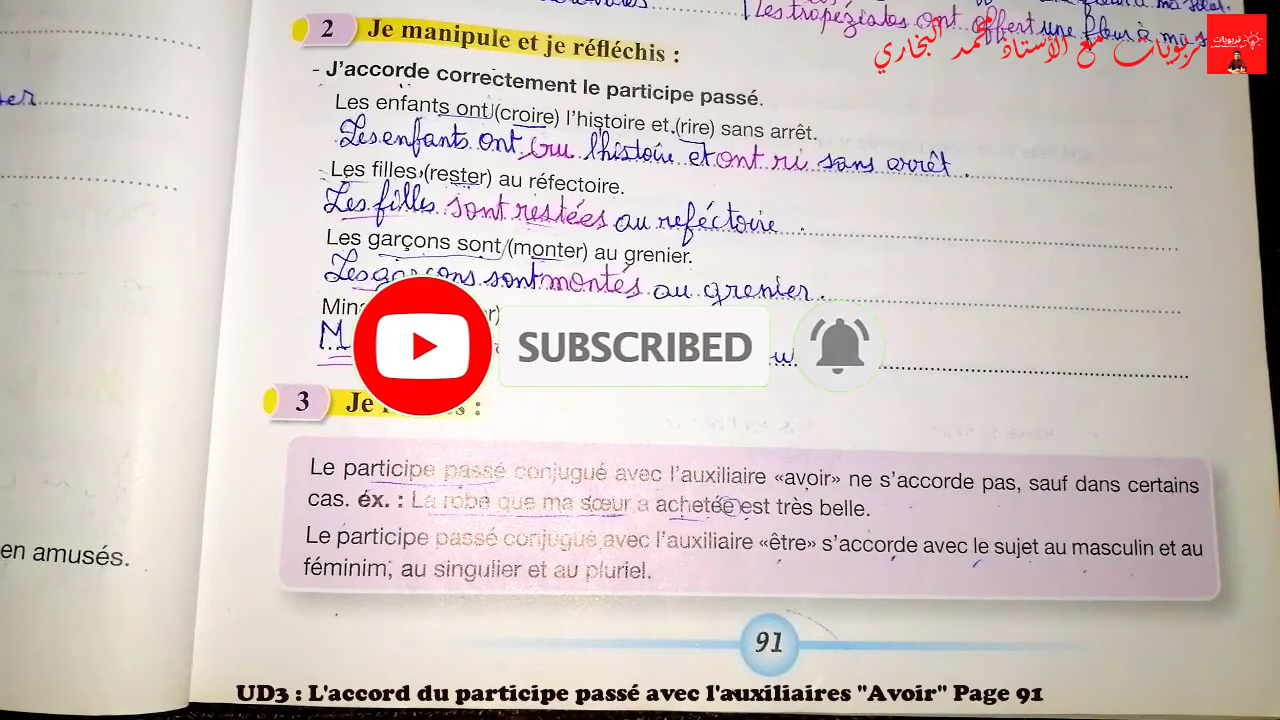 Les trapézistes ont offert une fleur à ma s
تربويات مع الأستاذ محمد البخاري
تربويات
2 Je manipule et je réfléchis :
- J'accorde correctement le participe passé.
Les enfants ont (croire) l'histoire et (rire) sans arrêt.
Les enfants ont cru l'histoire et ont ri sans arrêt.
Les filles (rester) au réfectoire.
Les filles sont restées au reféctoire.
Les garçons sont (monter) au grenier.
Les garçons sont montés au grenier.
SUBSCRIBED
3 Je
Le participe passé conjugué avec l'auxiliaire «avoir» ne s'accorde pas, sauf dans certains
cas. éx. : La robe que ma sœur a achetée est très belle.
Le participe passé conjugué avec l'auxiliaire «être» s'accorde avec le sujet au masculin et au
féminim, au singulier et au pluriel.
en amusés.
91
UD3 : L'accord du participe passé avec l'auxiliaires "Avoir" Page 91